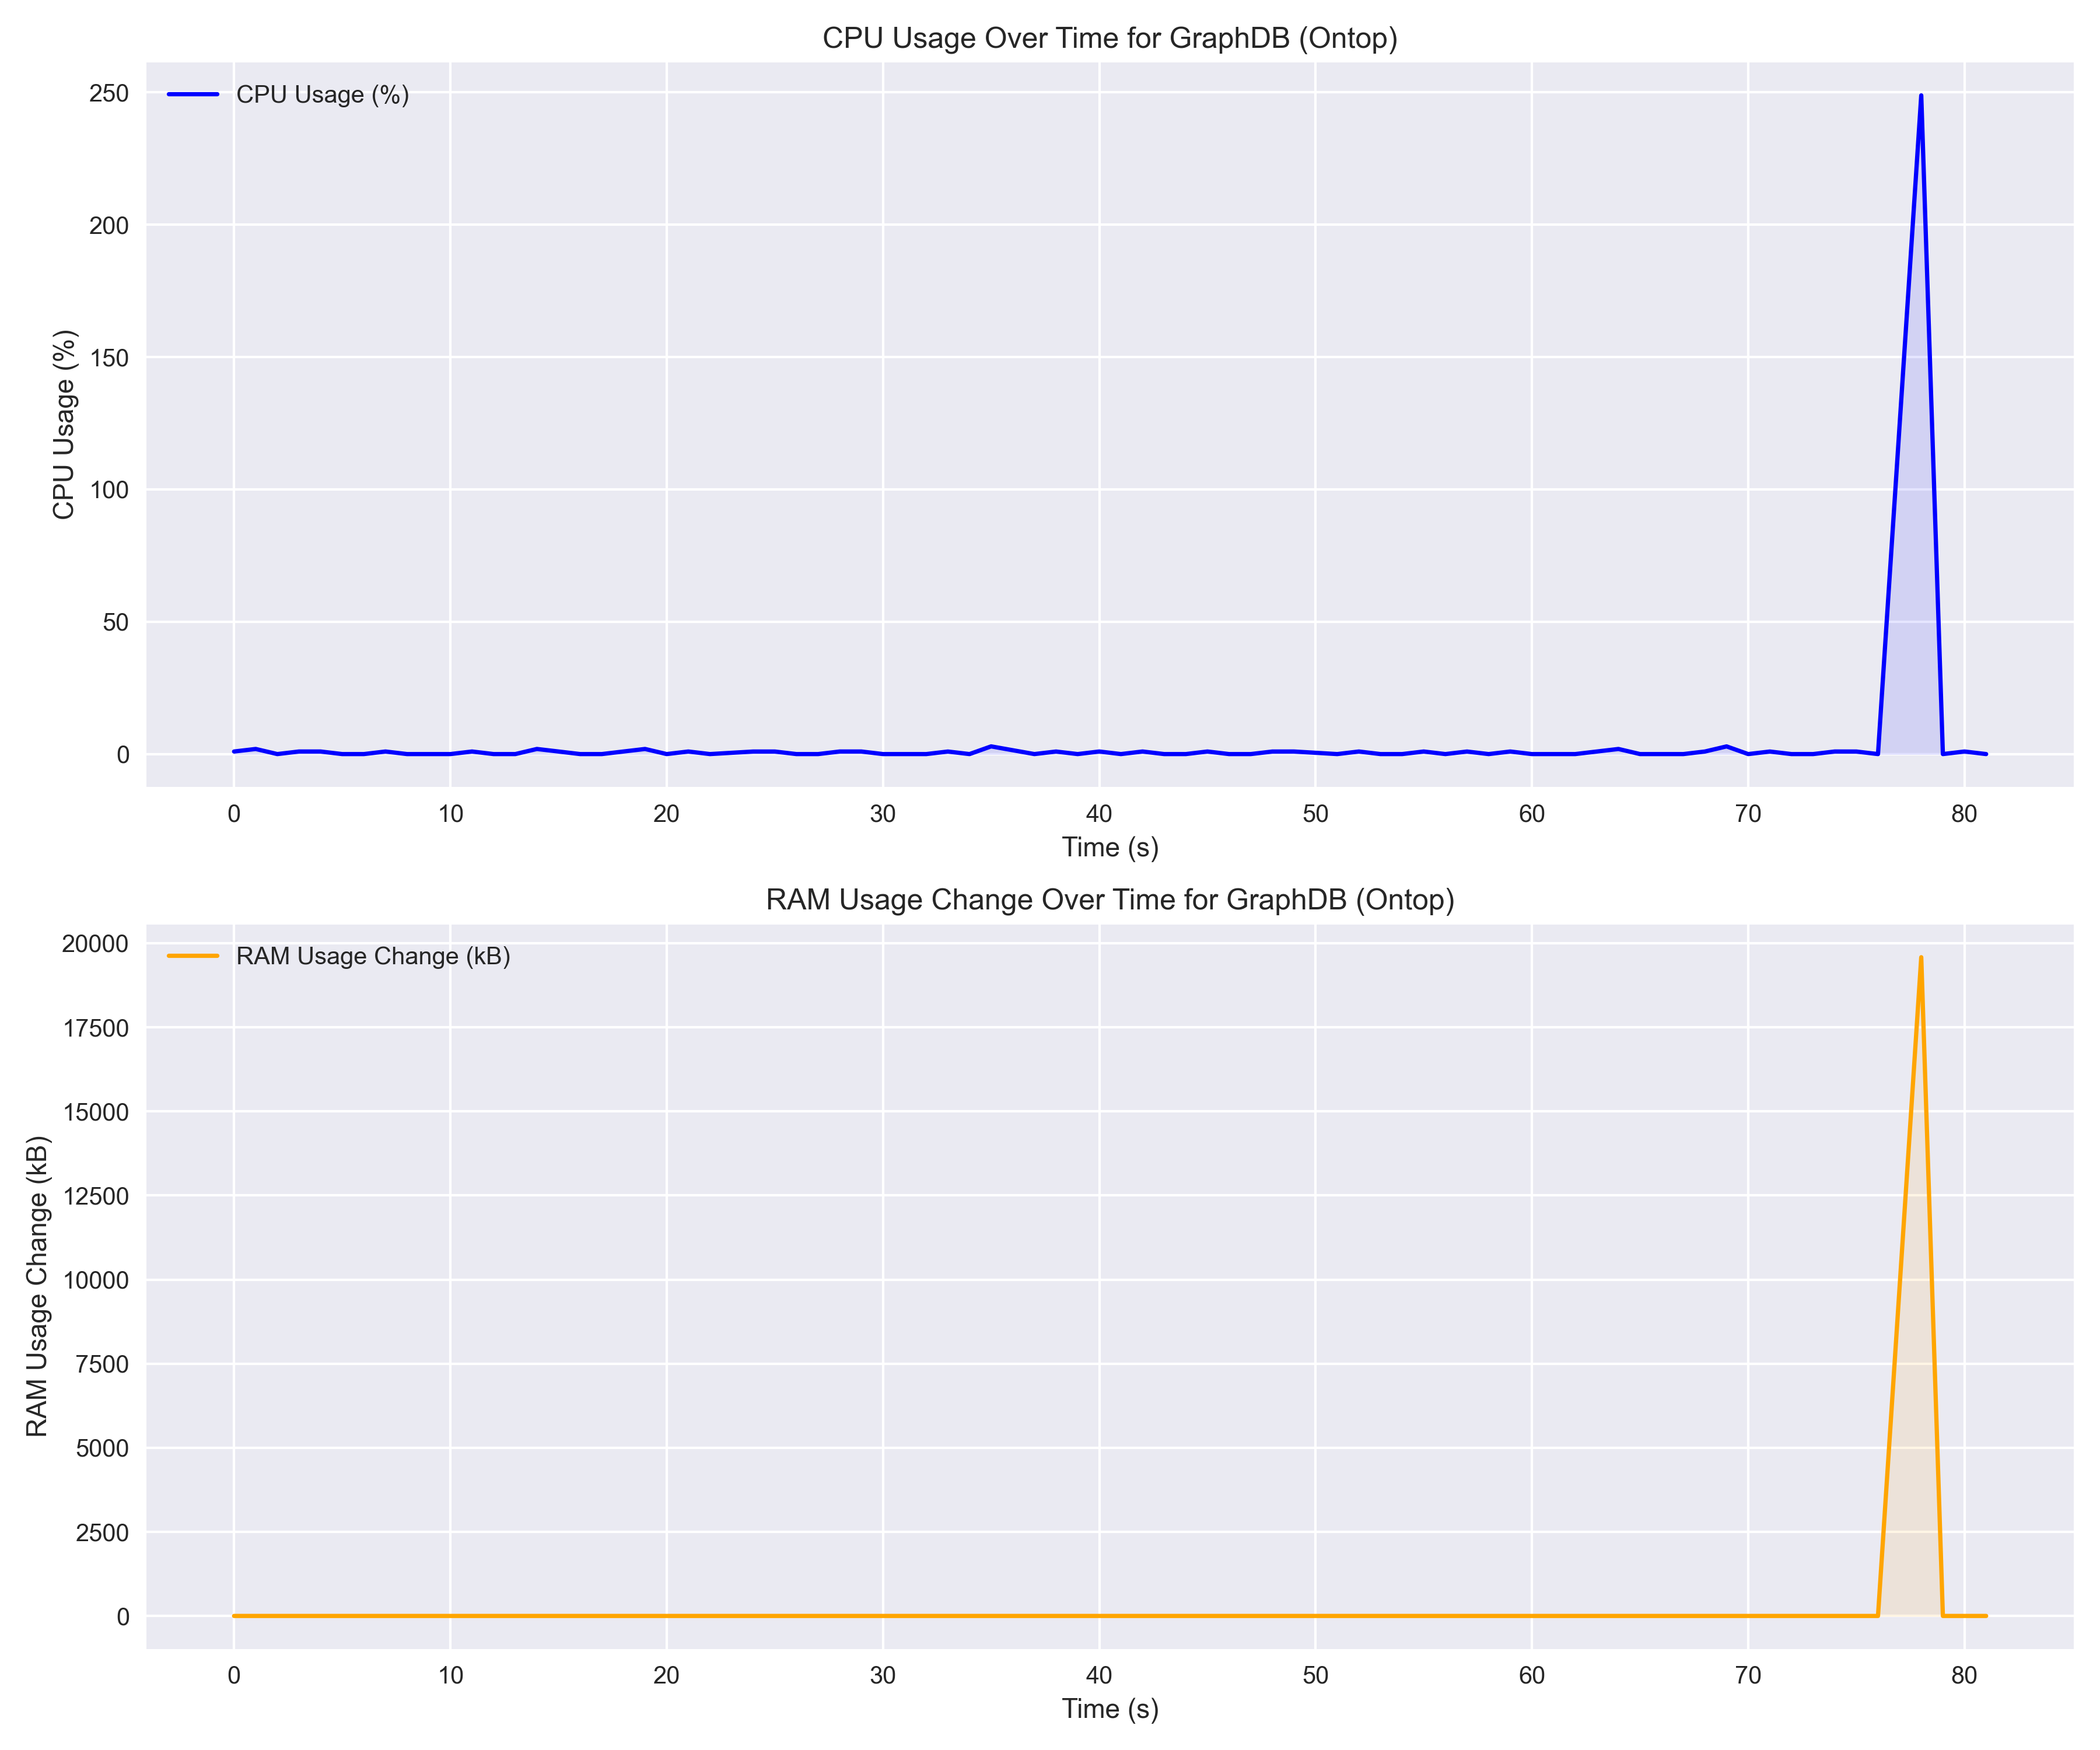 CPU Usage Over Time for GraphDB (Ontop)
CPU Usage (%)
250
200
150
100
50
0
CPU Usage (%)
0 10 20 30 40 50 60 70 80
Time (s)
RAM Usage Change Over Time for GraphDB (Ontop)
RAM Usage Change (kB)
20000
17500
15000
12500
10000
7500
5000
2500
0
RAM Usage Change (kB)
0 10 20 30 40 50 60 70 80
Time (s)